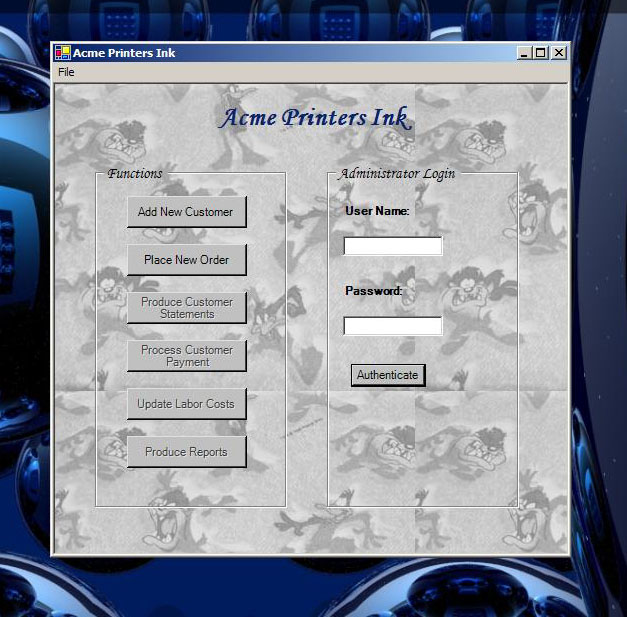 Acme Printers Ink
File
Acme Printers Ink
Functions
Add New Customer
Place New Order
Produce Customer
Statements
Process Customer
Payment
Update Labor Costs
Produce Reports
Administrator Login
User Name:
Password:
Authenticate